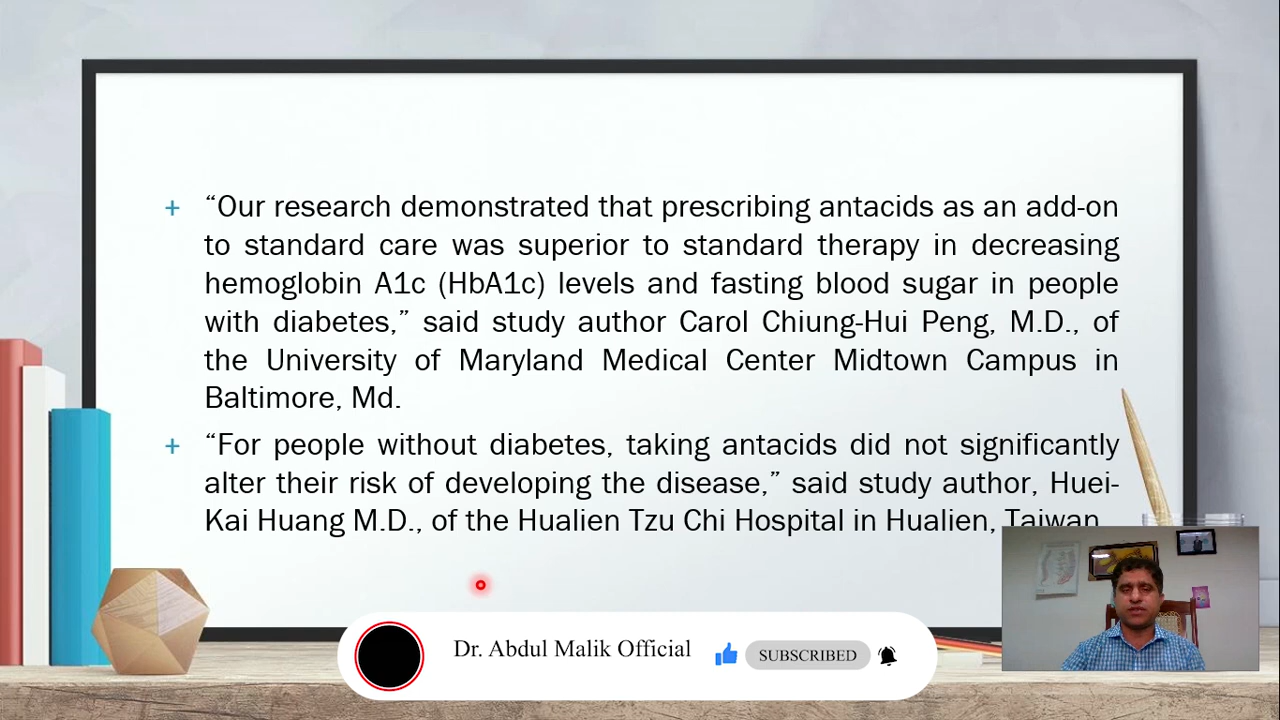 + “Our research demonstrated that prescribing antacids as an add-on
to standard care was superior to standard therapy in decreasing
hemoglobin A1c (HbA1c) levels and fasting blood sugar in people
with diabetes,” said study author Carol Chiung-Hui Peng, M.D., of
the University of Maryland Medical Center Midtown Campus in
Baltimore, Md.
+ “For people without diabetes, taking antacids did not significantly
alter their risk of developing the disease,” said study author, Huei-
Kai Huang M.D., of the Hualien Tzu Chi Hospital in Hualien, Taiwan
Dr. Abdul Malik Official
SUBSCRIBED